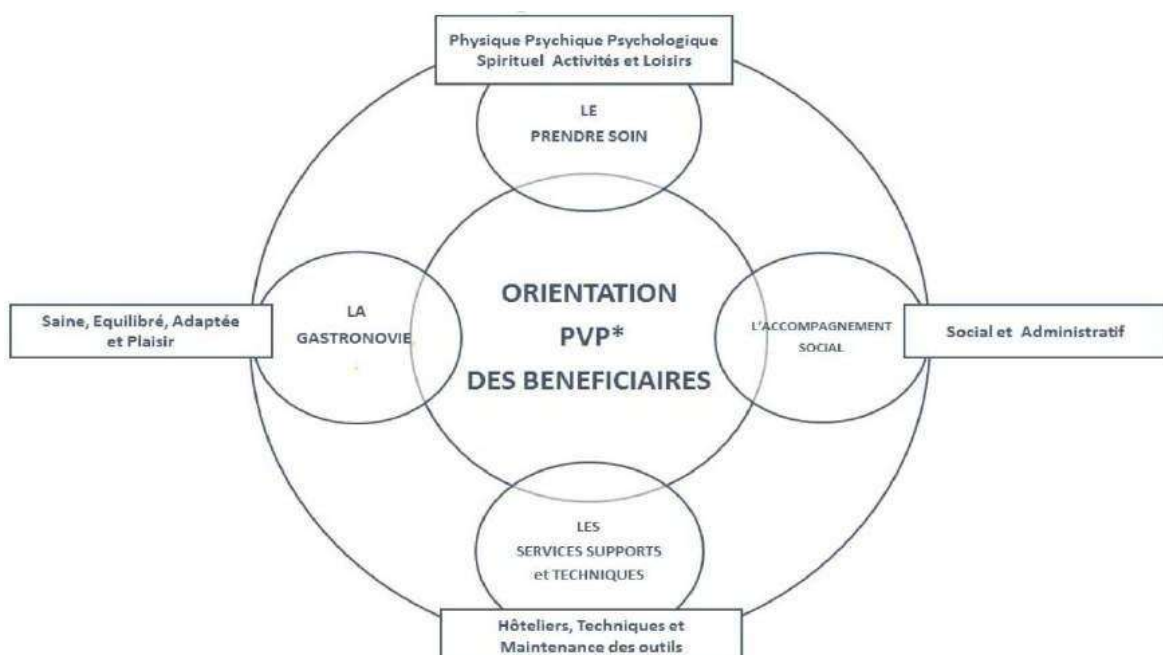 Physique Psychique Psychologique
Spirituel Activités et Loisirs
LE
PRENDRE SOIN
Saine, Equilibré, Adaptée
et Plaisir
LA
GASTRONOVIE
ORIENTATION
PVP*
DES BENEFICIAIRES
L'ACCOMPAGNEMENT
SOCIAL
Social et Administratif
LES
SERVICES SUPPORTS
et TECHNIQUES
Hôteliers, Techniques et
Maintenance des outils